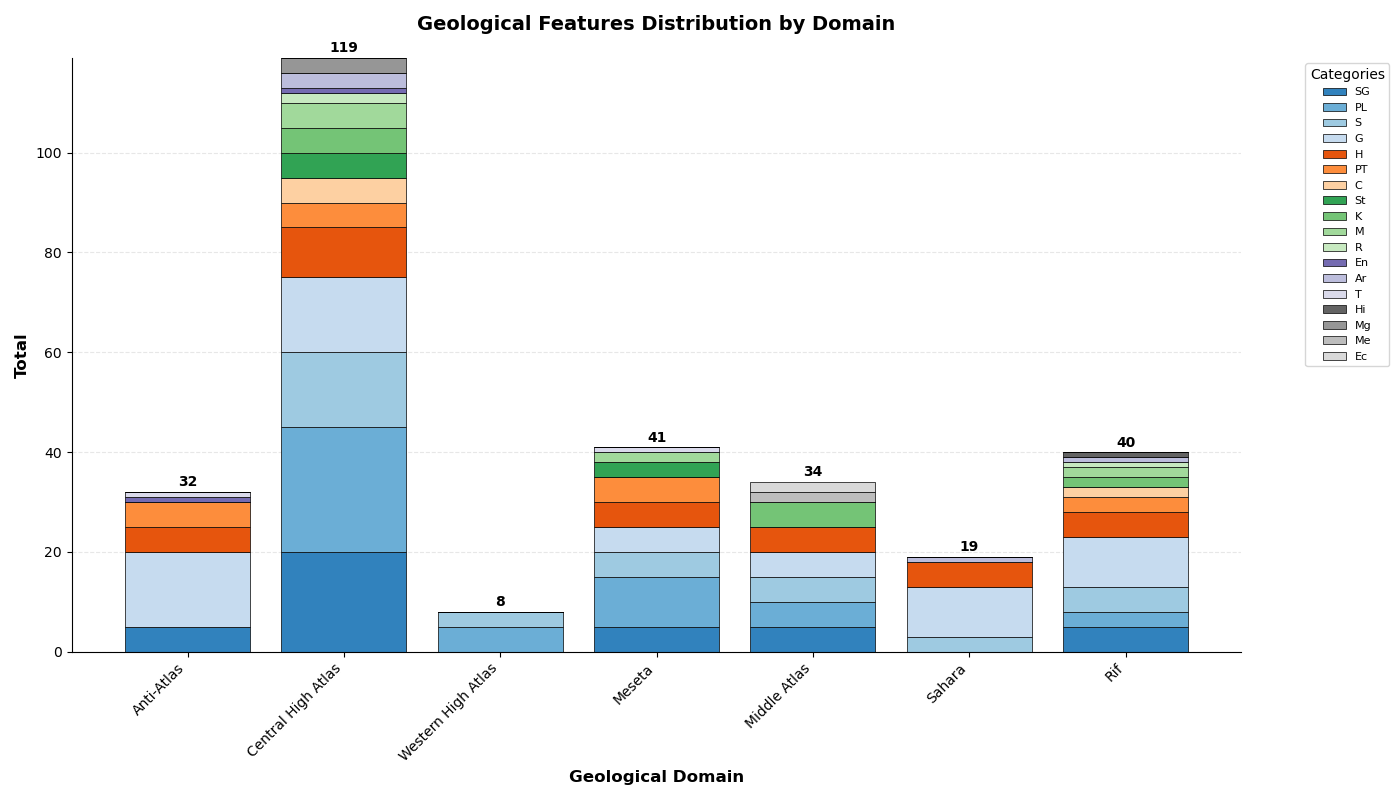 Geological Features Distribution by Domain
119
32
8
41
34
19
40
Total
0
20
40
60
80
100
Anti-Atlas
Central High Atlas
Western High Atlas
Meseta
Middle Atlas
Sahara
Rif
Geological Domain
Categories
SG
PL
S
G
H
PT
C
St
K
M
R
En
Ar
T
Hi
Mg
Me
Ec